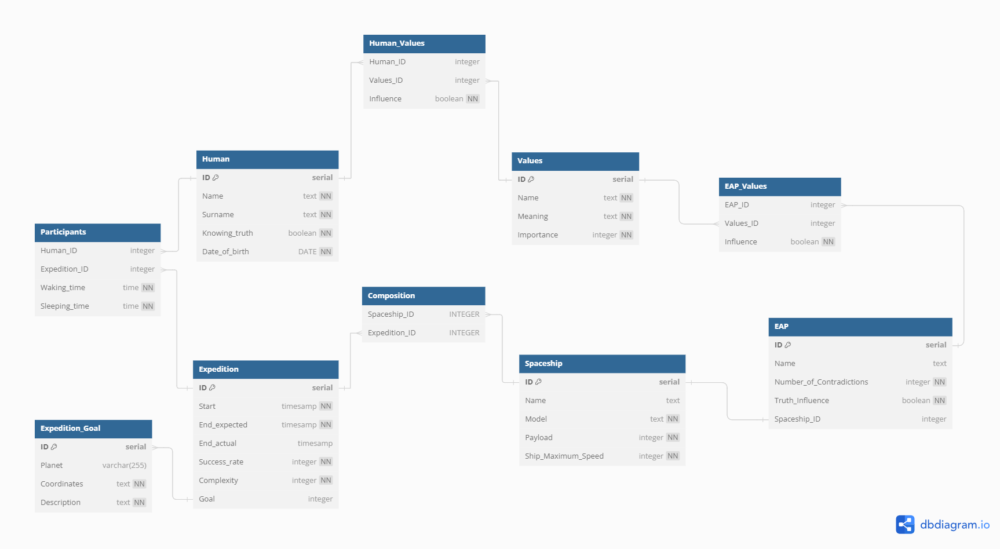 Human_Values
Human_ID integer
Values_ID integer
Influence boolean NN
Human
ID serial
Name text NN
Surname text NN
Knowing_truth boolean NN
Date_of_birth DATE NN
Values
ID serial
Name text NN
Meaning text NN
Importance integer NN
EAP_Values
EAP_ID integer
Values_ID integer
Influence boolean NN
Participants
Human_ID integer
Expedition_ID integer
Waking_time time NN
Sleeping_time time NN
Composition
Spaceship_ID INTEGER
Expedition_ID INTEGER
EAP
ID serial
Name text
Number_of_Contradictions integer NN
Truth_Influence boolean NN
Spaceship_ID integer
Expedition
ID serial
Start timesamp NN
End_expected timesamp NN
End_actual timesamp
Success_rate integer NN
Complexity integer NN
Goal integer
Spaceship
ID serial
Name text
Model text NN
Payload integer NN
Ship_Maximum_Speed integer NN
Expedition_Goal
ID serial
Planet varchar(255)
Coordinates text NN
Description text NN
dbdiagram.io